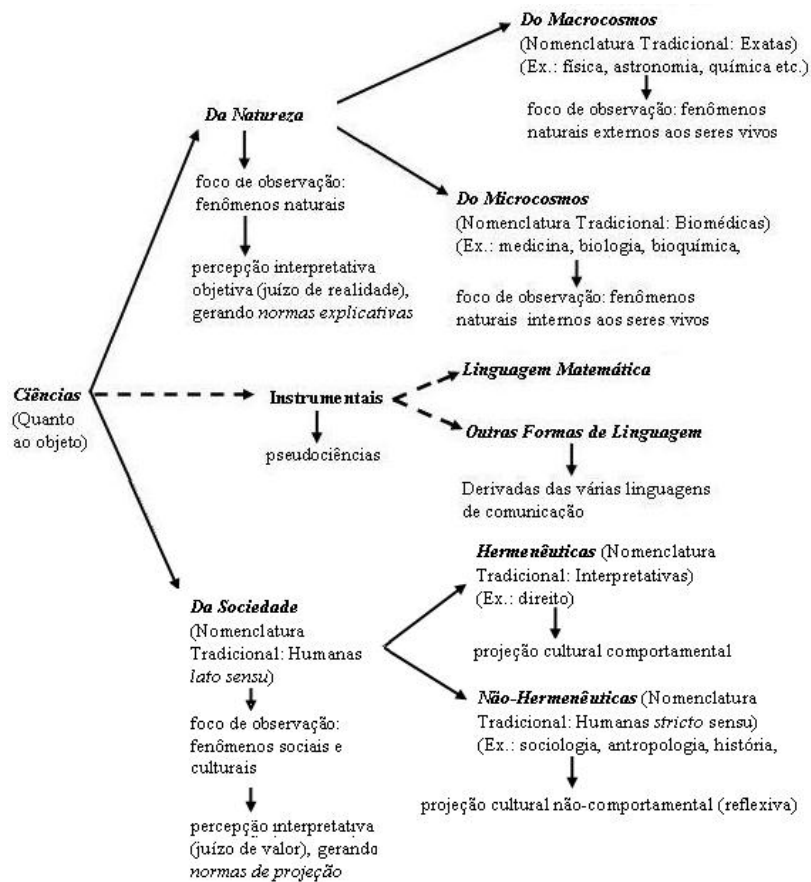 Do Macrocosmos
(Nomenclatura Tradicional: Exatas)
(Ex.: física, astronomia, química etc.)
foco de observação: fenômenos
naturais externos aos seres vivos
Da Natureza
foco de observação:
fenômenos naturais
percepção interpretativa
objetiva (juízo de realidade),
gerando normas explicativas
Do Microcosmos
(Nomenclatura Tradicional: Biomédicas)
(Ex.: medicina, biologia, bioquímica,
foco de observação: fenômenos
naturais internos aos seres vivos
Ciências
(Quanto
ao objeto)
Instrumentais
pseudociências
Linguagem Matemática
Outras Formas de Linguagem
Derivadas das várias linguagens
de comunicação
Da Sociedade
(Nomenclatura
Tradicional: Humanas
lato sensu)
foco de observação:
fenômenos sociais e
culturais
percepção interpretativa
(juízo de valor), gerando
normas de projeção
Hermenêuticas (Nomenclatura
Tradicional: Interpretativas)
(Ex.: direito)
projeção cultural comportamental
Não-Hermenêuticas (Nomenclatura
Tradicional: Humanas stricto sensu)
(Ex.: sociologia, antropologia, história,
projeção cultural não-comportamental (reflexiva)